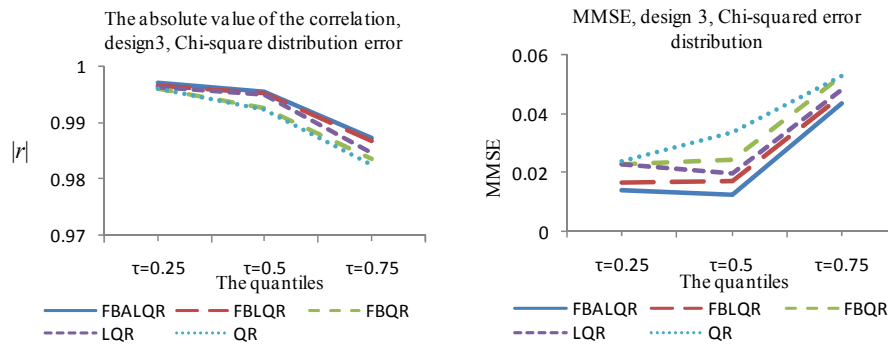 The absolute value of the correlation,
design3, Chi-square distribution error
1
0.99
0.98
0.97
|r|
τ=0.25 τ=0.5 τ=0.75
The quantiles
FBALQR FBLQR FBQR
LQR QR
MMSE, design 3, Chi-squared error
distribution
0.06
0.04
0.02
0
MMSE
τ=0.25 τ=0.5 τ=0.75
The quantiles
FBALQR FBLQR FBQR
LQR QR